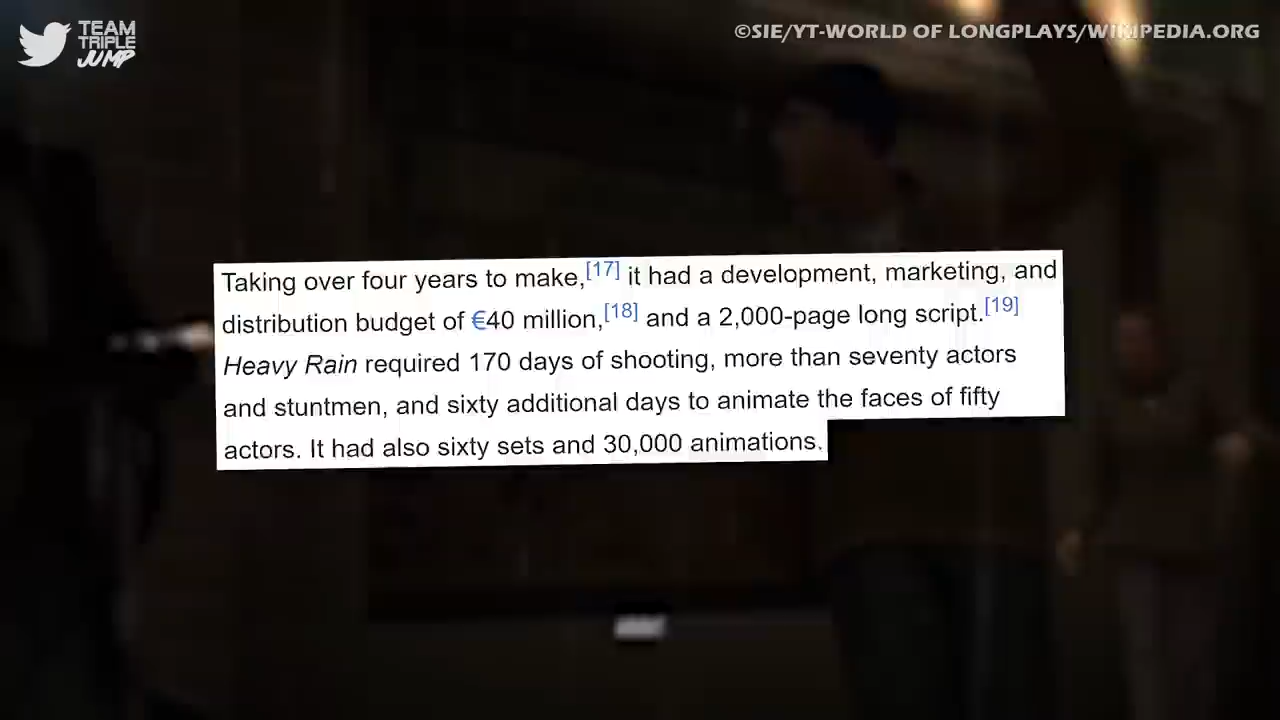 TEAM
TRIPLE
JUMP
©SIE/YT-WORLD OF LONGPLAYS/WIKIPEDIA.ORG
Taking over four years to make,[17] it had a development, marketing, and
distribution budget of €40 million,[18] and a 2,000-page long script.[19]
Heavy Rain required 170 days of shooting, more than seventy actors
and stuntmen, and sixty additional days to animate the faces of fifty
actors. It had also sixty sets and 30,000 animations.